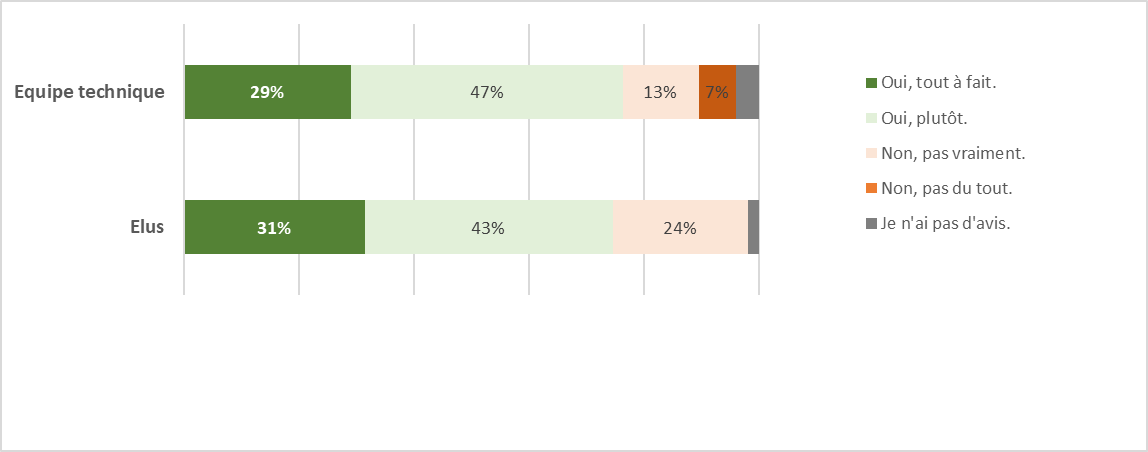 Equipe technique
29% 47% 13% 7%
Elus
31% 43% 24%
Oui, tout à fait.
Oui, plutôt.
Non, pas vraiment.
Non, pas du tout.
Je n'ai pas d'avis.